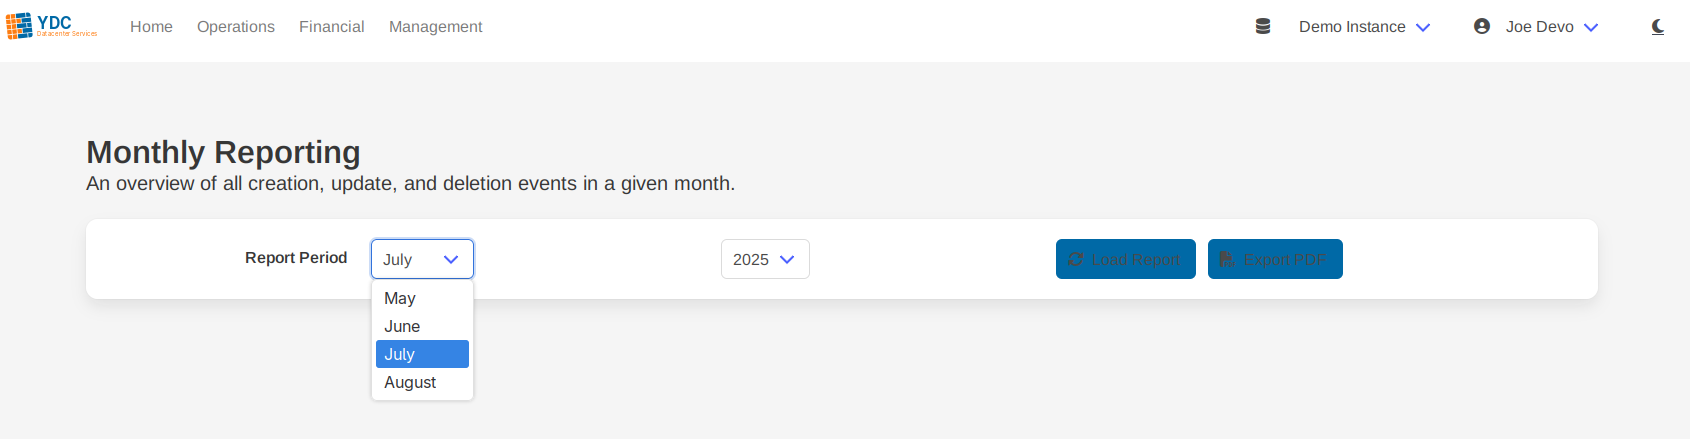 YDC
Datacenter Services
Home Operations Financial Management Demo Instance Joe Devo
Monthly Reporting
An overview of all creation, update, and deletion events in a given month.
Report Period July 2025 Load Report Export PDF
May
June
July
August